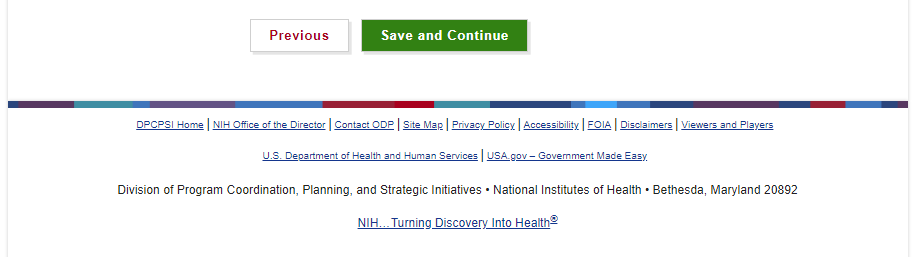 Previous Save and Continue
DPCPSI Home | NIH Office of the Director | Contact ODP | Site Map | Privacy Policy | Accessibility | FOIA | Disclaimers | Viewers and Players
U.S. Department of Health and Human Services | USA.gov – Government Made Easy
Division of Program Coordination, Planning, and Strategic Initiatives • National Institutes of Health • Bethesda, Maryland 20892
NIH…Turning Discovery Into Health®